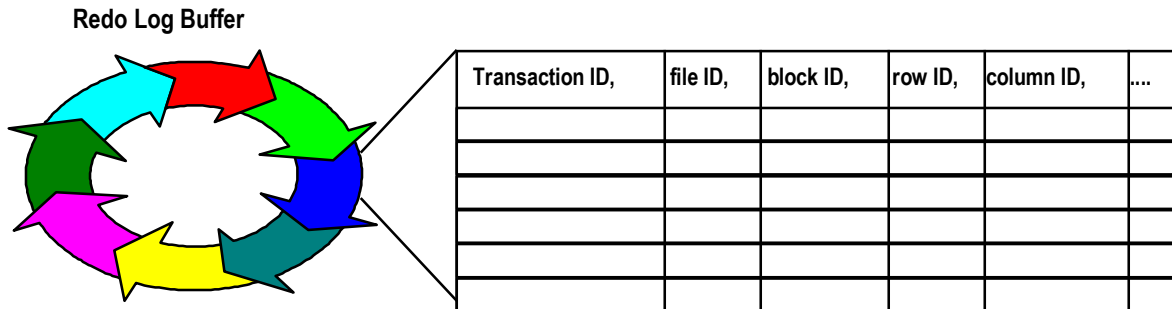 Redo Log Buffer
Transaction ID, file ID, block ID, row ID, column ID, ....